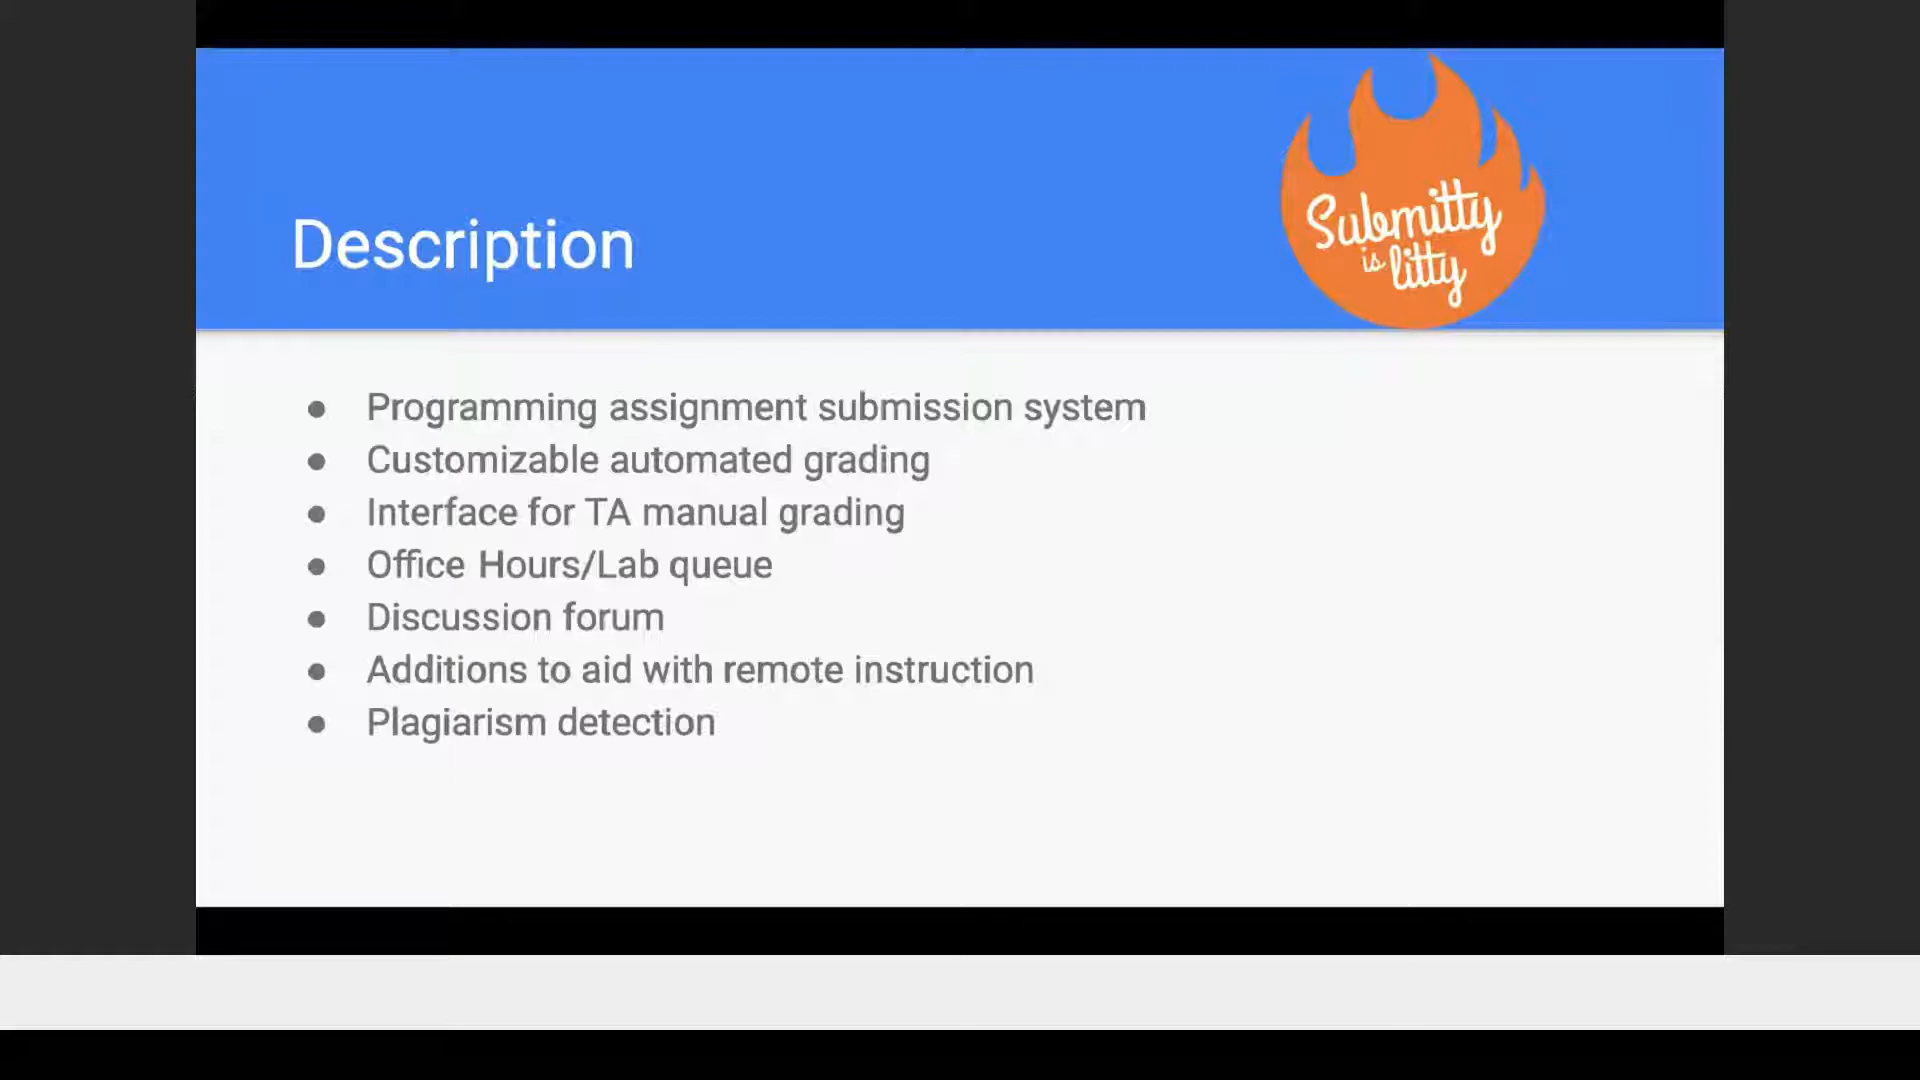 Description
Submitty
is litty
Programming assignment submission system
Customizable automated grading
Interface for TA manual grading
Office Hours/Lab queue
Discussion forum
Additions to aid with remote instruction
Plagiarism detection